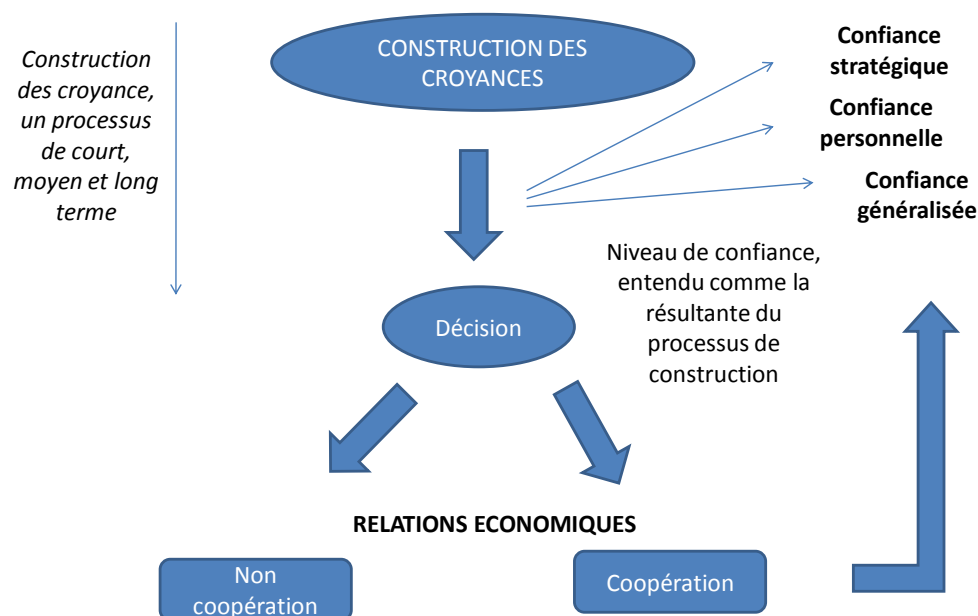 CONSTRUCTION DES
CROYANCES
Construction
des croyance,
un processus
de court,
moyen et long
terme
Confiance
stratégique
Confiance
personnelle
Confiance
généralisée
Niveau de confiance,
entendu comme la
résultante du
processus de
construction
Décision
RELATIONS ECONOMIQUES
Non
coopération
Coopération